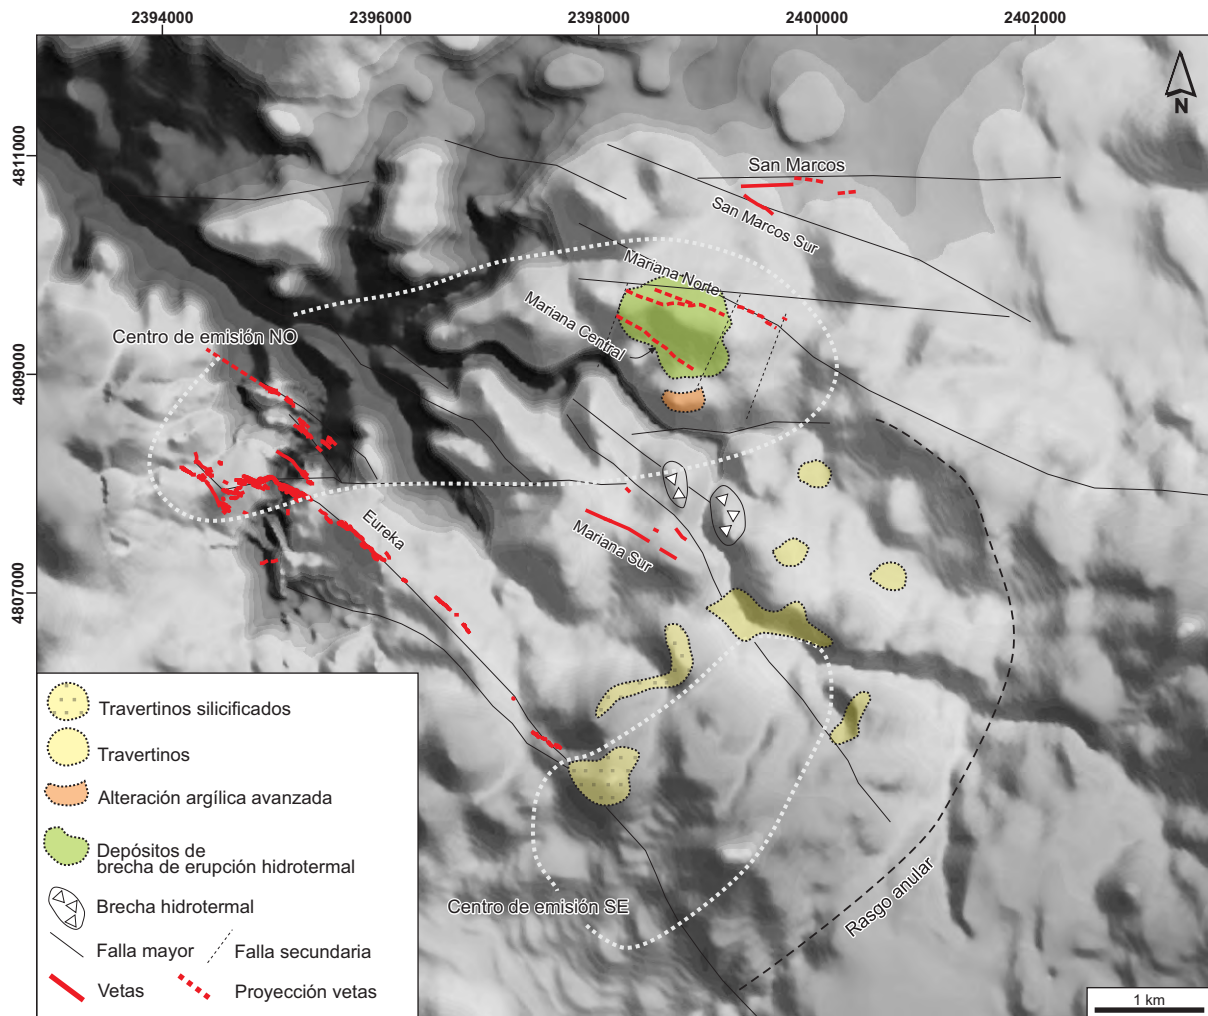 2394000
2396000
2398000
2400000
2402000
4811000
4809000
4807000
N
San Marcos
San Marcos Sur
Mariana Norte
Mariana Central
Centro de emisión NO
Eureka
Mariana Sur
Centro de emisión SE
Rasgo anular
Travertinos silicificados
Travertinos
Alteración argílica avanzada
Depósitos de
brecha de erupción hidrotermal
Brecha hidrotermal
Falla mayor
Falla secundaria
Vetas
Proyección vetas
1 km